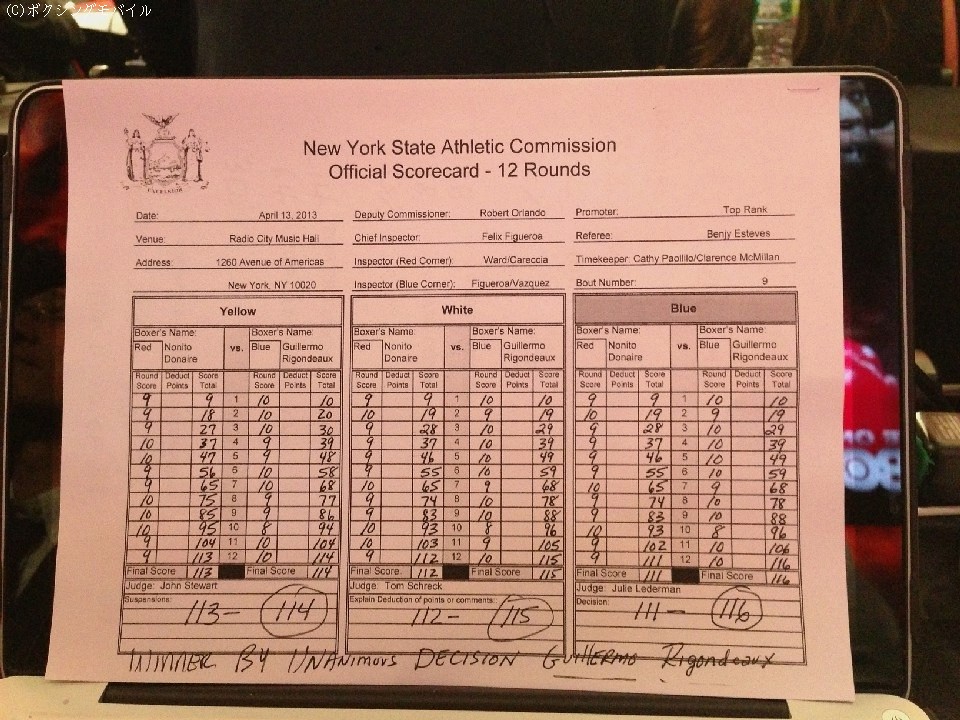 (C)ボクシングモバイル
New York State Athletic Commission
Official Scorecard - 12 Rounds
Date: April 13, 2013 Deputy Commissioner: Robert Orlando Promoter: Top Rank
Venue: Radio City Music Hall Chief Inspector: Felix Figueroa Referee: Benjy Esteves
Address: 1260 Avenue of Americas Inspector (Red Corner): Ward/Careccia Timekeeper: Cathy Paolillo/Clarence McMillan
New York, NY 10020 Inspector (Blue Corner): Figueroa/Vazquez Bout Number: 9
Yellow White Blue
Boxer's Name: Boxer's Name: Boxer's Name: Boxer's Name: Boxer's Name: Boxer's Name:
Red Nonito vs. Blue Guillermo Red Nonito vs. Blue Guillermo Red Nonito vs. Blue Guillermo
Donaire Rigondeaux Donaire Rigondeaux Donaire Rigondeaux
Round Deduct Score Round Deduct Score Round Deduct Score Round Deduct Score Round Deduct Score Round Deduct Score
Score Points Total Score Points Total Score Points Total Score Points Total Score Points Total Score Points Total
9 9 1 10 10 9 9 1 10 10 9 9 1 10 10
9 18 2 10 20 10 19 2 9 19 10 19 2 9 19
9 27 3 10 30 9 28 3 10 29 9 28 3 10 29
10 37 4 9 39 9 37 4 10 39 9 37 4 10 39
10 47 5 9 48 9 46 5 10 49 9 46 5 10 49
9 56 6 10 58 9 55 6 10 59 9 55 6 10 59
9 65 7 10 68 10 65 7 9 68 10 65 7 9 68
10 75 8 9 77 9 74 8 10 78 9 74 8 10 78
10 85 9 9 86 9 83 9 10 88 9 83 9 10 88
10 95 10 8 94 10 93 10 8 96 10 93 10 8 96
9 104 11 10 104 10 103 11 9 105 9 102 11 10 106
9 113 12 10 114 9 112 12 10 115 9 111 12 10 116
Final Score 113 Final Score 114 Final Score. 112 Final Score 115 Final Score 111 Final Score 116
Judge: John Stewart Judge: Tom Schreck Judge: Julie Lederman
Suspensions: Explain Deduction of points or comments: Decision:
113- 114 112- 115 111- 116
WINNER BY UNANimous DECISION GUILLERMO Rigondeaux